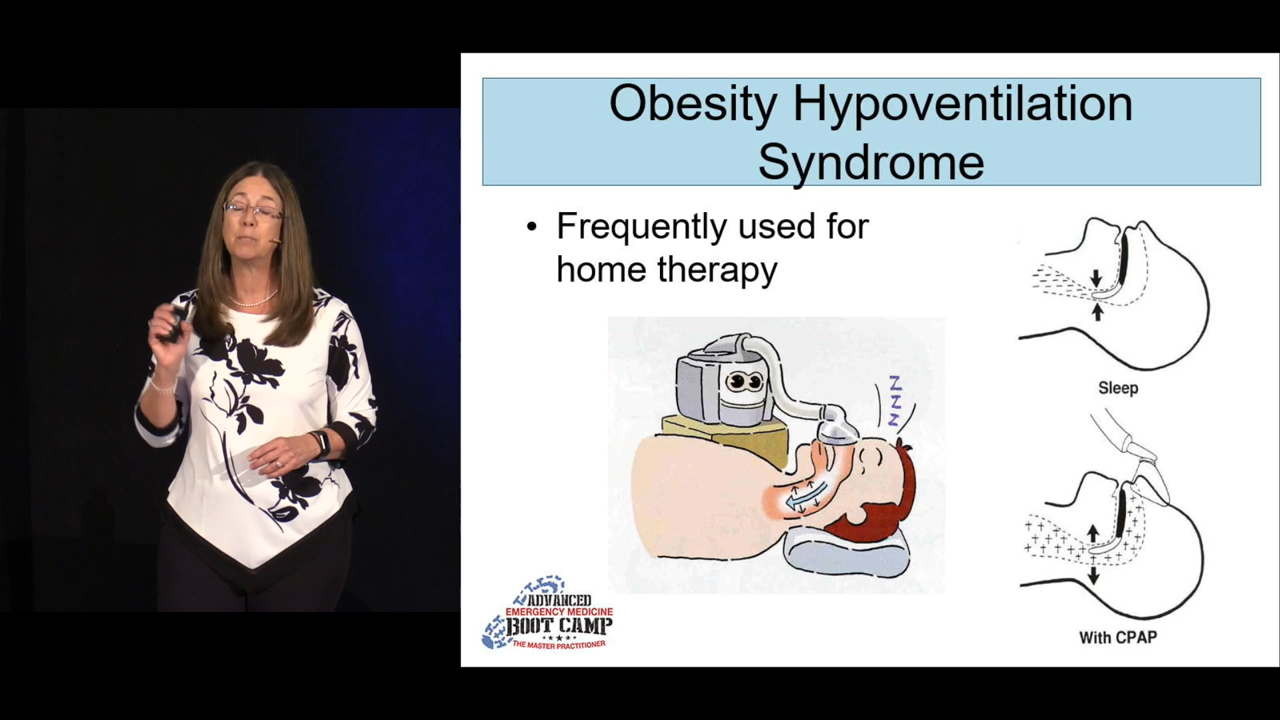 Obesity Hypoventilation
Syndrome
• Frequently used for
home therapy
Z
Z
Z
Sleep
With CPAP
ADVANCED
EMERGENCY MEDICINE
BOOT CAMP
THE MASTER PRACTITIONER